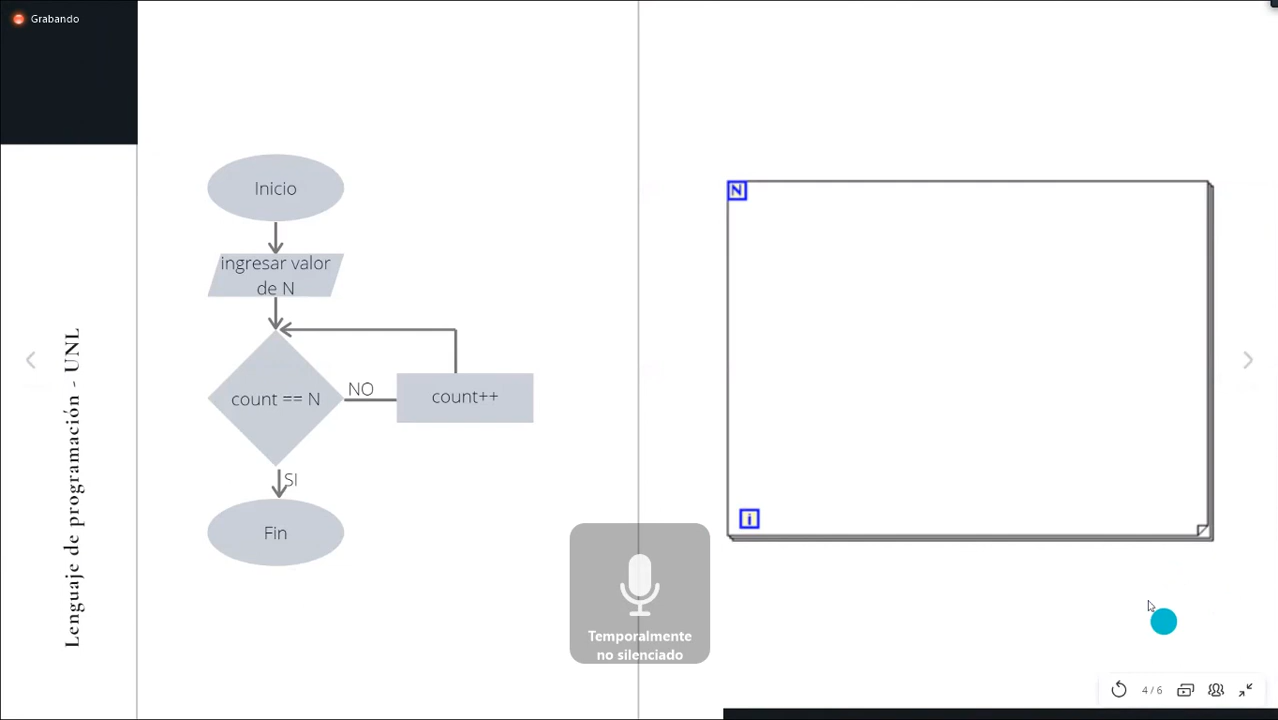 Grabando
Lenguaje de programación - UNL
Inicio
ingresar valor
de N
count == N
NO
count++
SI
Fin
N
i
Temporalmente
no silenciado
4 / 6